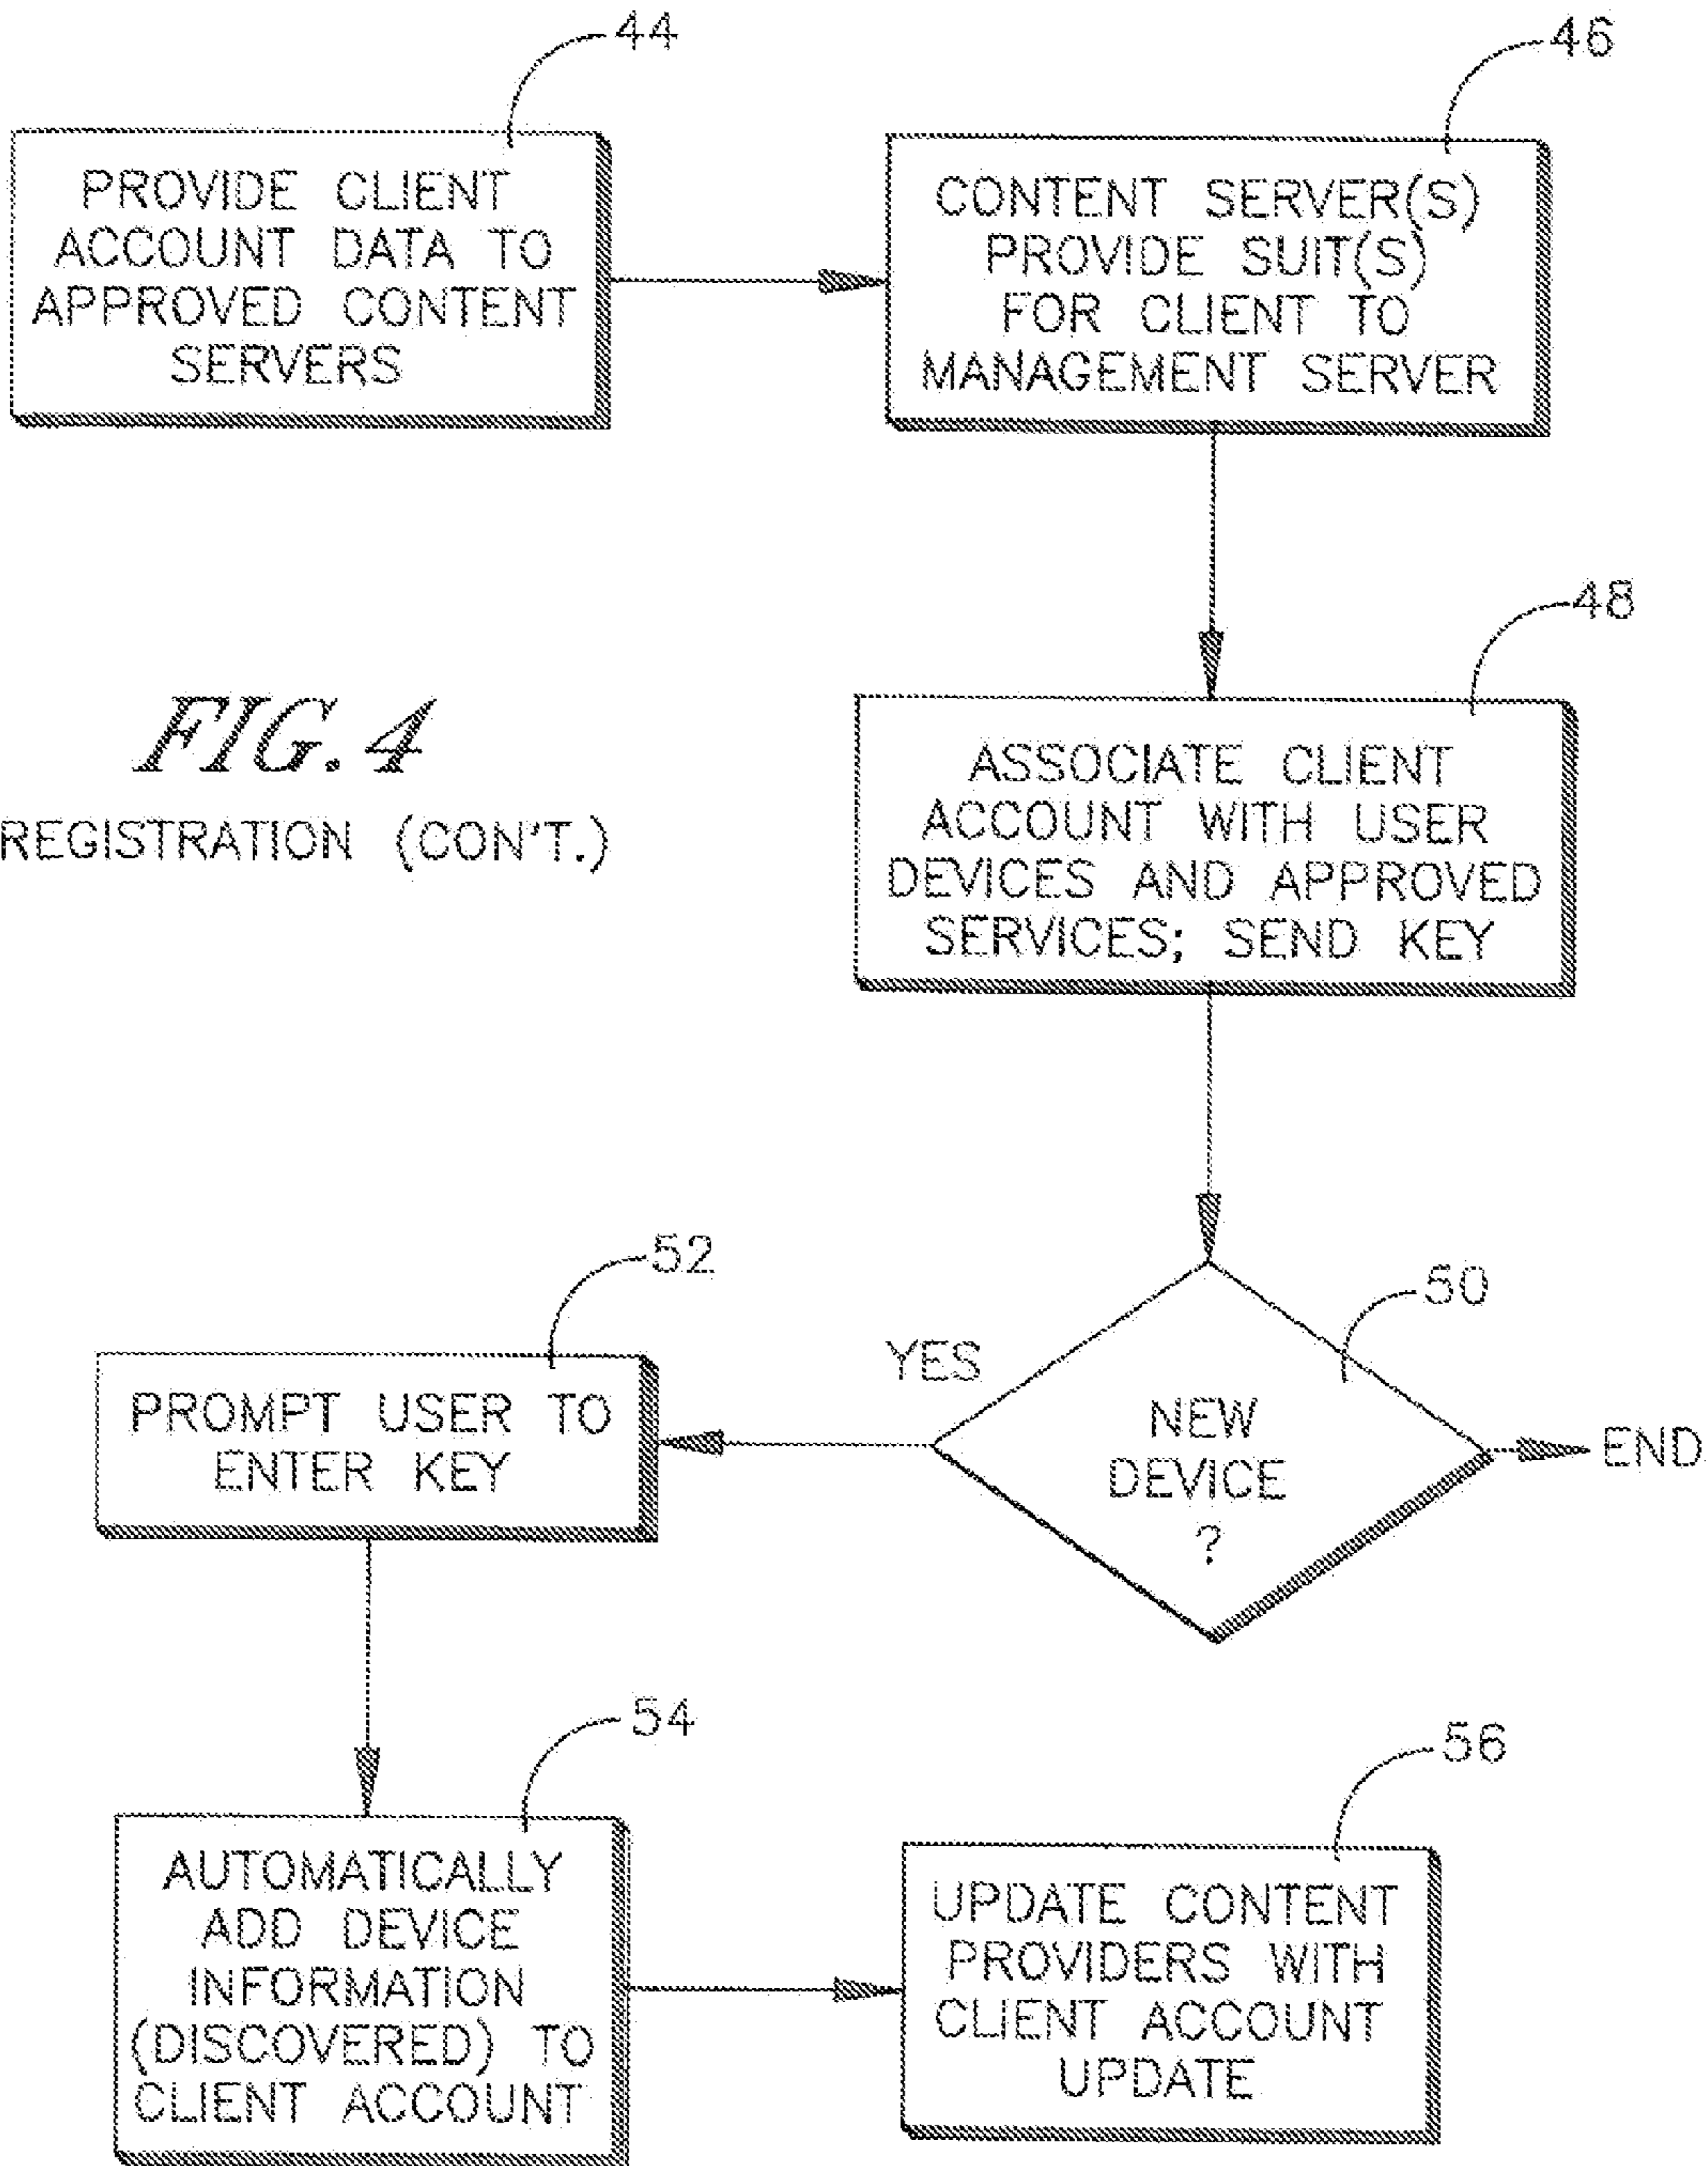 44
PROVIDE CLIENT
ACCOUNT DATA TO
APPROVED CONTENT
SERVERS
46
CONTENT SERVER(S)
PROVIDE SUIT(S)
FOR CLIENT TO
MANAGEMENT SERVER
48
ASSOCIATE CLIENT
ACCOUNT WITH USER
DEVICES AND APPROVED
SERVICES; SEND KEY
FIG. 4
REGISTRATION (CON'T.)
50
NEW
DEVICE
?
YES
END
52
PROMPT USER TO
ENTER KEY
54
AUTOMATICALLY
ADD DEVICE
INFORMATION
(DISCOVERED) TO
CLIENT ACCOUNT
56
UPDATE CONTENT
PROVIDERS WITH
CLIENT ACCOUNT
UPDATE